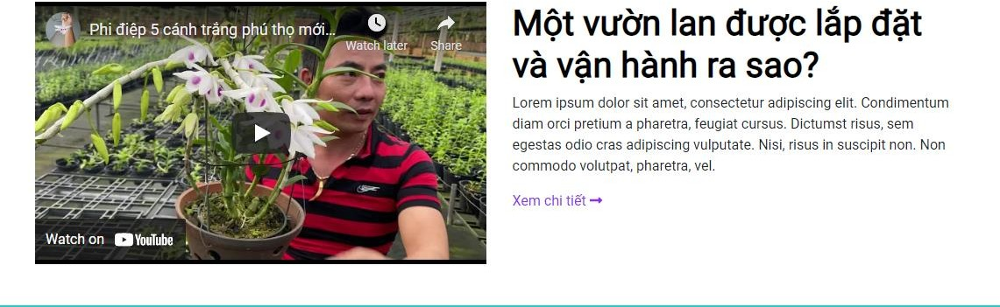 Phi điệp 5 cánh trắng phú thọ mới...
Watch later
Share
Watch on YouTube
Một vườn lan được lắp đặt
và vận hành ra sao?
Lorem ipsum dolor sit amet, consectetur adipiscing elit. Condimentum
diam orci pretium a pharetra, feugiat cursus. Dictumst risus, sem
egestas odio cras adipiscing vulputate. Nisi, risus in suscipit non. Non
commodo volutpat, pharetra, vel.
Xem chi tiết